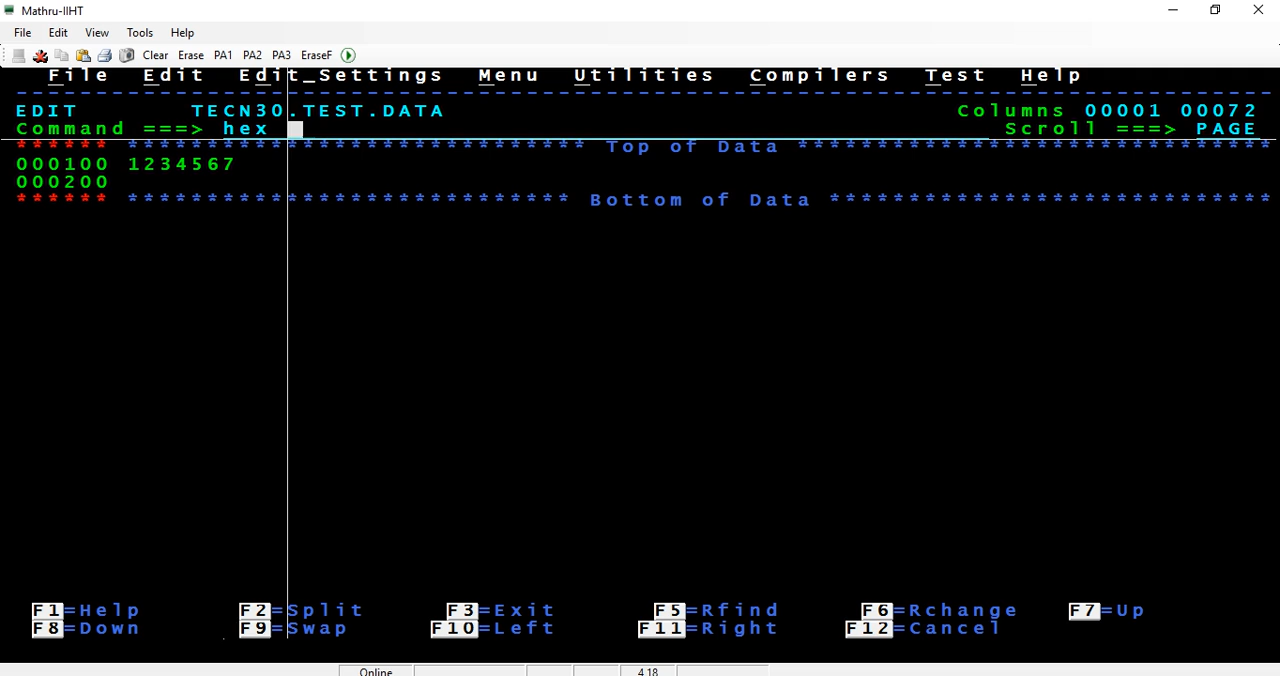 Mathru-IIHT
File Edit View Tools Help
Clear Erase PA1 PA2 PA3 EraseF
File Edit Edit_Settings Menu Utilities Compilers Test Help
- - - - - - - - - - - - - - - - - - - - - - - - - - - - - - - - - - - - - - - - - - - - - - - - - - - - - - - - - - - - - - - - - - - - - - - - - - - - - - -
EDIT TECN30.TEST.DATA Columns 00001 00072
Command ===> hex Scroll ===> PAGE
****** ***************************** Top of Data ******************************
000100 1234567
000200
****** **************************** Bottom of Data ****************************
F1=Help F2=Split F3=Exit F5=Rfind F6=Rchange F7=Up
F8=Down F9=Swap F10=Left F11=Right F12=Cancel
Online 4,18